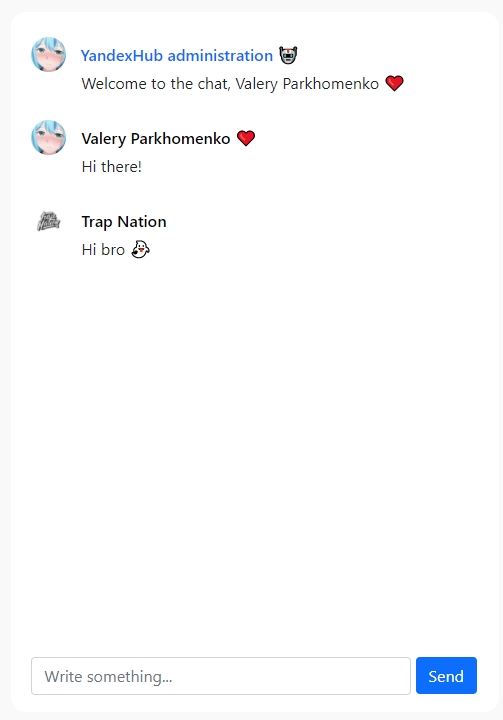 YandexHub administration 🤖
Welcome to the chat, Valery Parkhomenko ❤️
Valery Parkhomenko ❤️
Hi there!
Trap Nation
Hi bro 👻
Write something...
Send